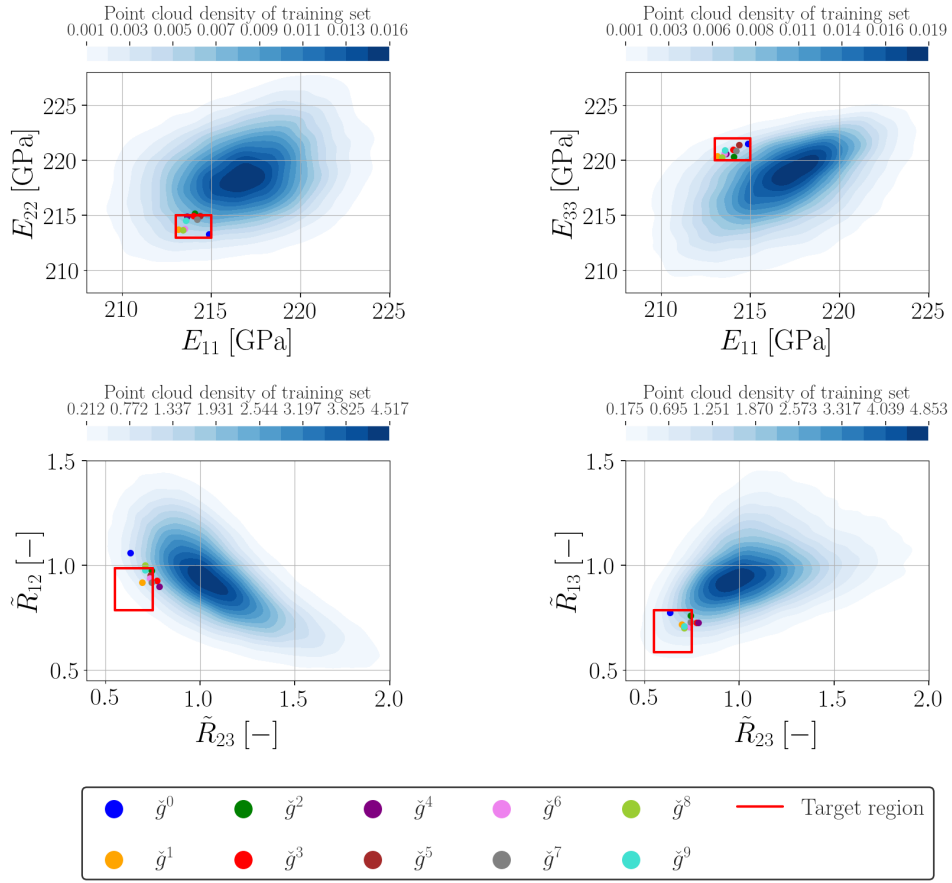 Point cloud density of training set
0.001 0.003 0.005 0.007 0.009 0.011 0.013 0.016
225
220
215
210
E₂₂ [GPa]
210 215 220 225
E₁₁ [GPa]
Point cloud density of training set
0.001 0.003 0.006 0.008 0.011 0.014 0.016 0.019
225
220
215
210
E₃₃ [GPa]
210 215 220 225
E₁₁ [GPa]
Point cloud density of training set
0.212 0.772 1.337 1.931 2.544 3.197 3.825 4.517
1.5
1.0
0.5
R̃₁₂ [−]
0.5 1.0 1.5 2.0
R̃₂₃ [−]
Point cloud density of training set
0.175 0.695 1.251 1.870 2.573 3.317 4.039 4.853
1.5
1.0
0.5
R̃₁₃ [−]
0.5 1.0 1.5 2.0
R̃₂₃ [−]
ǧ⁰ ǧ² ǧ⁴ ǧ⁶ ǧ⁸ Target region
ǧ¹ ǧ³ ǧ⁵ ǧ⁷ ǧ⁹